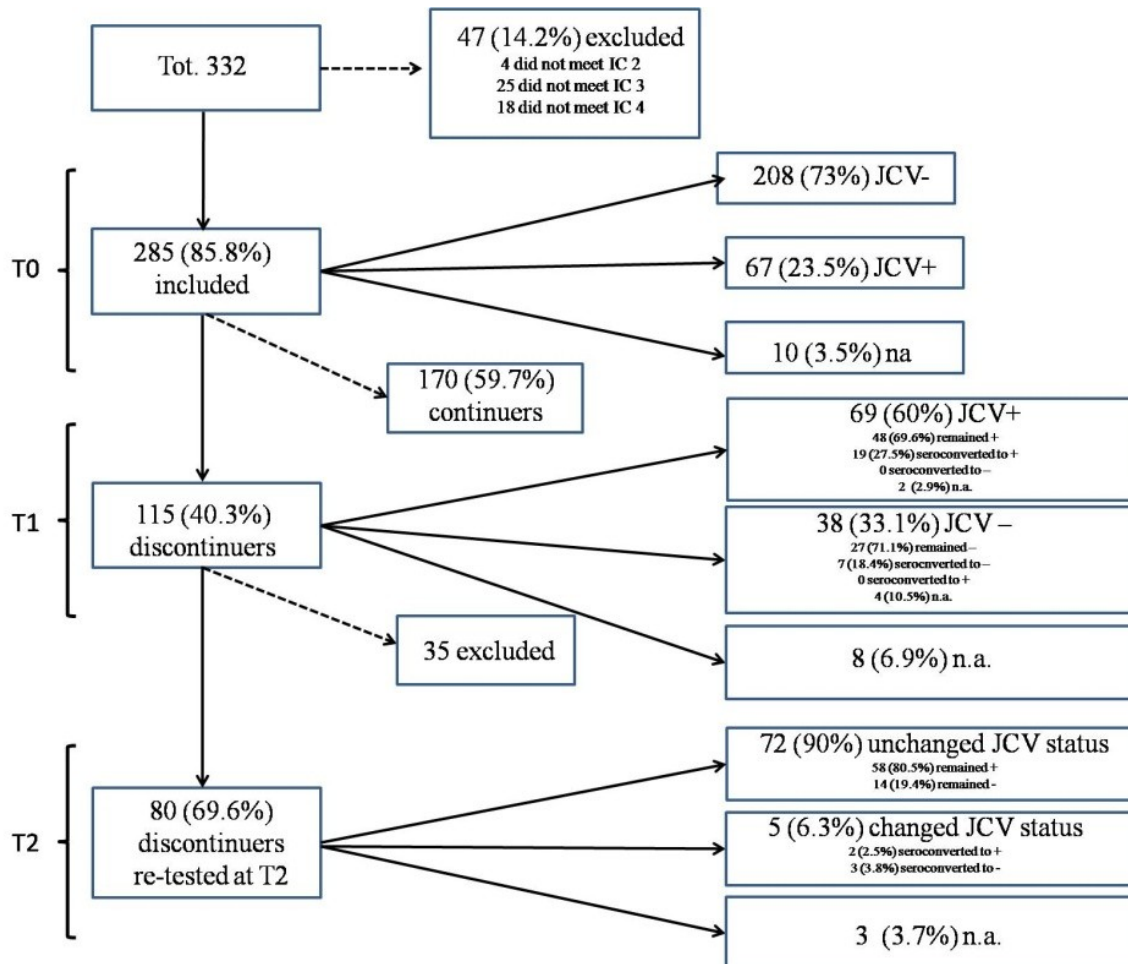 Tot. 332
47 (14.2%) excluded
4 did not meet IC 2
25 did not meet IC 3
18 did not meet IC 4
T0
285 (85.8%)
included
208 (73%) JCV-
67 (23.5%) JCV+
10 (3.5%) na
170 (59.7%)
continuers
T1
115 (40.3%)
discontinuers
69 (60%) JCV+
48 (69.6%) remained +
19 (27.5%) seroconverted to +
0 seroconverted to –
2 (2.9%) n.a.
38 (33.1%) JCV –
27 (71.1%) remained –
7 (18.4%) serocnverted to –
0 seroconverted to +
4 (10.5%) n.a.
8 (6.9%) n.a.
35 excluded
T2
80 (69.6%)
discontinuers
re-tested at T2
72 (90%) unchanged JCV status
58 (80.5%) remained +
14 (19.4%) remained -
5 (6.3%) changed JCV status
2 (2.5%) seroconverted to +
3 (3.8%) seroconverted to -
3 (3.7%) n.a.